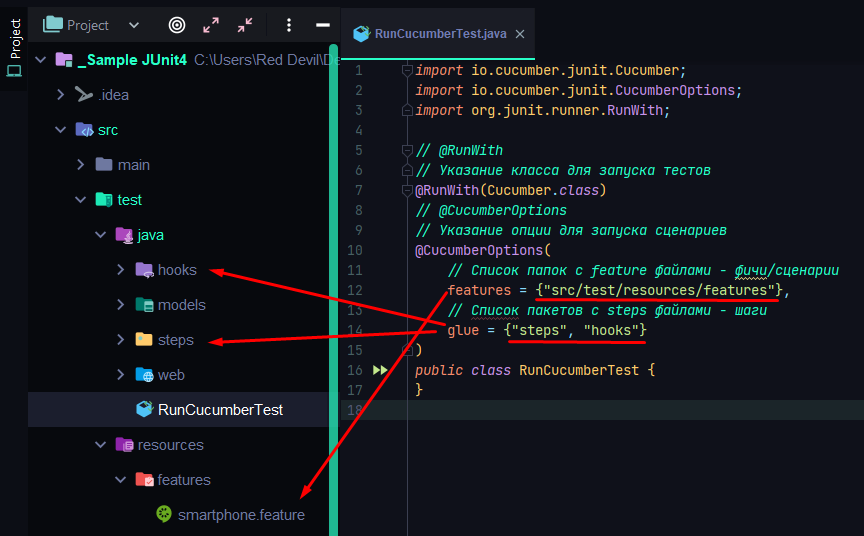 Project
Project
_Sample JUnit4 C:\Users\Red Devil\De
.idea
src
main
test
java
hooks
models
steps
web
RunCucumberTest
resources
features
smartphone.feature
RunCucumberTest.java
1 import io.cucumber.junit.Cucumber;
2 import io.cucumber.junit.CucumberOptions;
3 import org.junit.runner.RunWith;
4
5 // @RunWith
6 // Указание класса для запуска тестов
7 @RunWith(Cucumber.class)
8 // @CucumberOptions
9 // Указание опции для запуска сценариев
10 @CucumberOptions(
11 // Список папок с feature файлами - фичи/сценарии
12 features = {"src/test/resources/features"},
13 // Список пакетов с steps файлами - шаги
14 glue = {"steps", "hooks"}
15 )
16 public class RunCucumberTest {
17 }
18